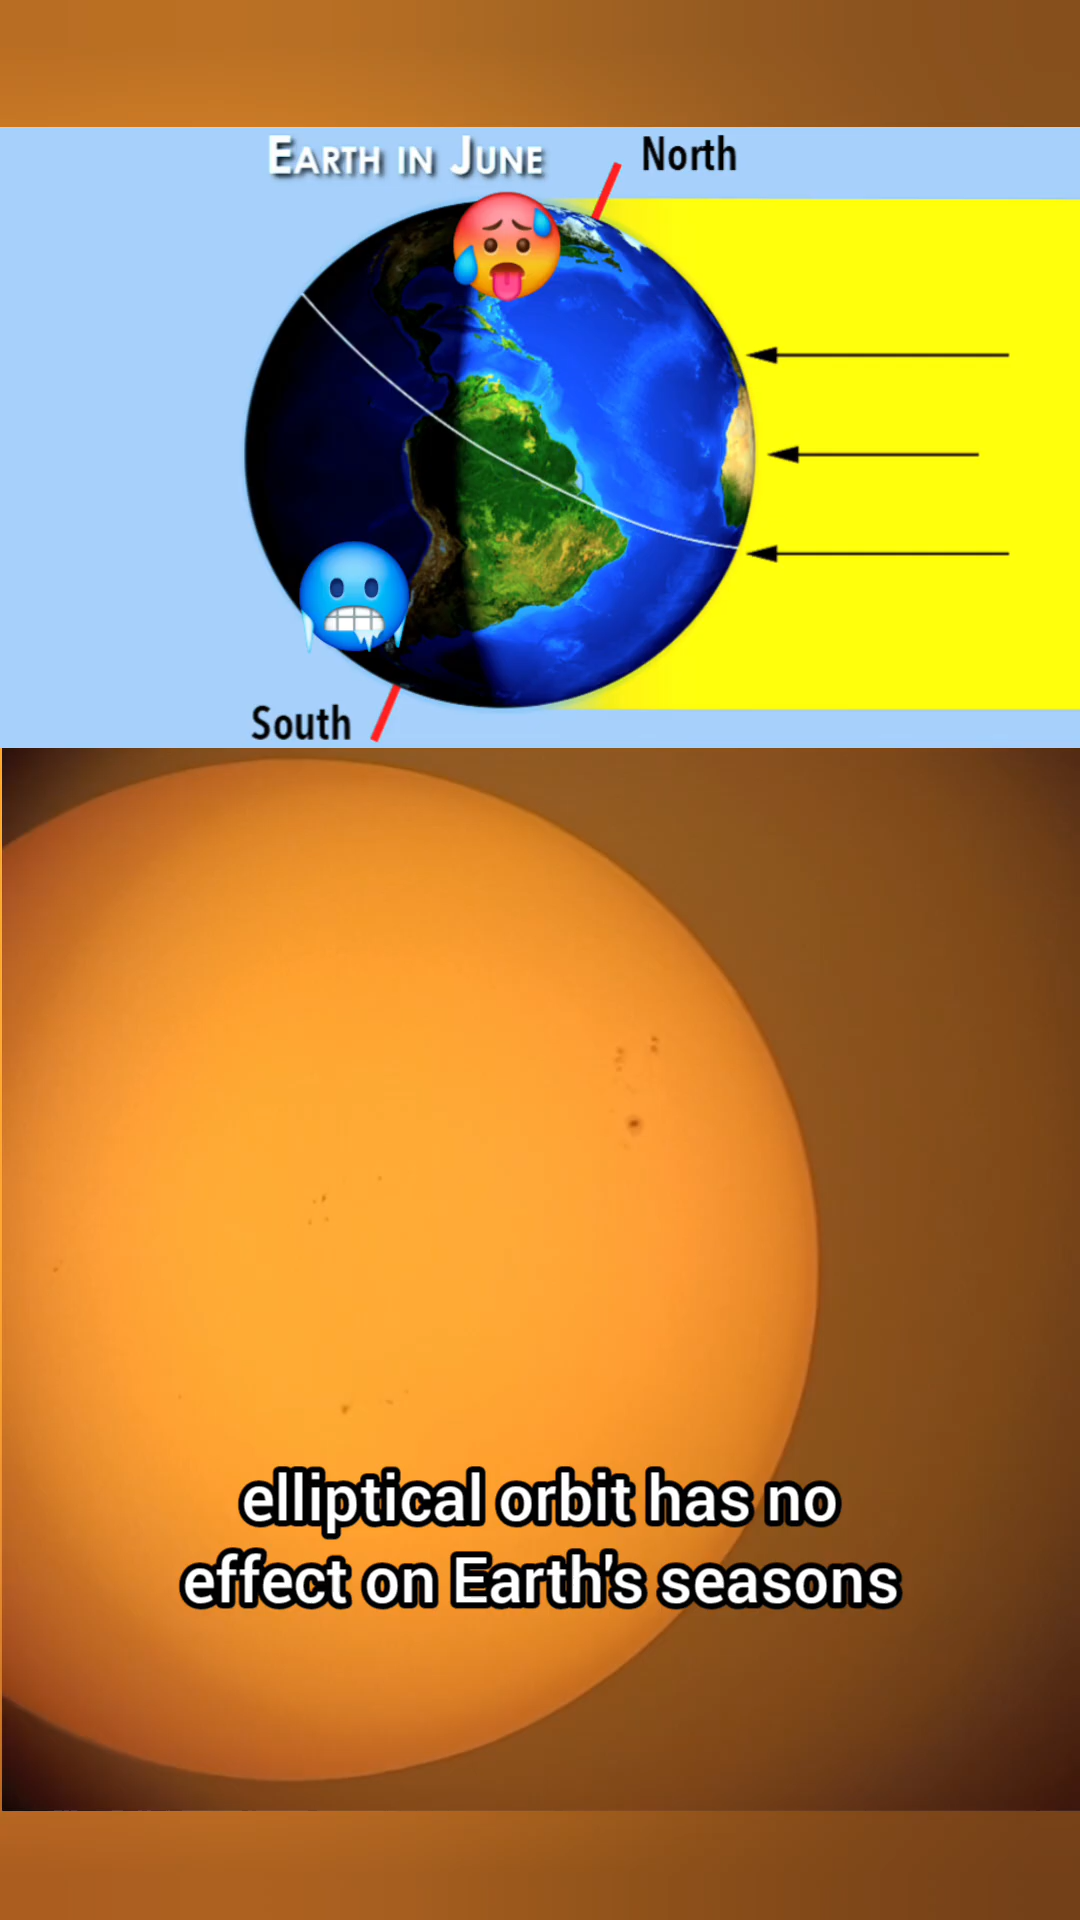 EARTH IN JUNE
North
South
elliptical orbit has no
effect on Earth's seasons